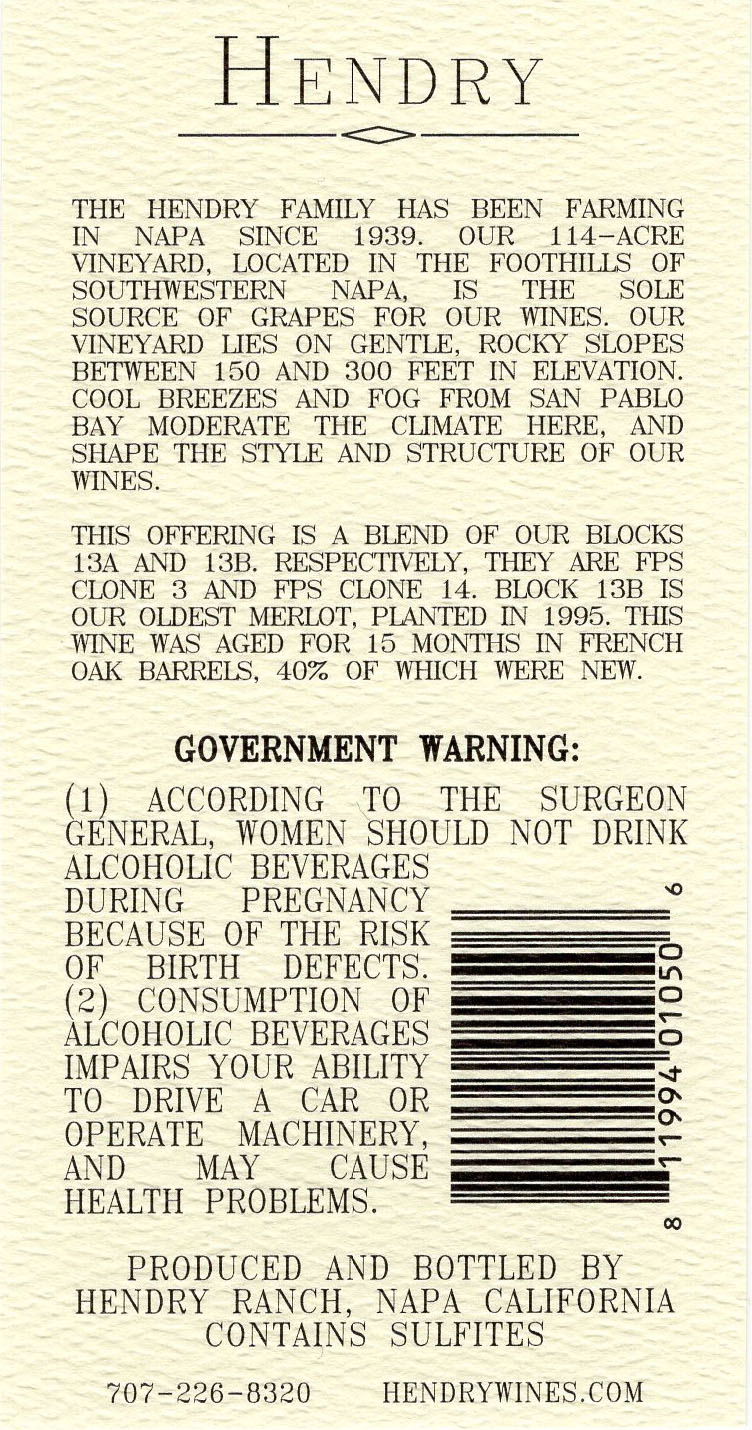 HENDRY
THE HENDRY FAMILY HAS BEEN FARMING
IN NAPA SINCE 1939. OUR 114-ACRE
VINEYARD, LOCATED IN THE FOOTHILLS OF
SOUTHWESTERN NAPA, IS THE SOLE
SOURCE OF GRAPES FOR OUR WINES. OUR
VINEYARD LIES ON GENTLE, ROCKY SLOPES
BETWEEN 150 AND 300 FEET IN ELEVATION.
COOL BREEZES AND FOG FROM SAN PABLO
BAY MODERATE THE CLIMATE HERE, AND
SHAPE THE STYLE AND STRUCTURE OF OUR
WINES.
THIS OFFERING IS A BLEND OF OUR BLOCKS
13A AND 13B. RESPECTIVELY, THEY ARE FPS
CLONE 3 AND FPS CLONE 14. BLOCK 13B IS
OUR OLDEST MERLOT, PLANTED IN 1995. THIS
WINE WAS AGED FOR 15 MONTHS IN FRENCH
OAK BARRELS, 40% OF WHICH WERE NEW.
GOVERNMENT WARNING:
(1) ACCORDING TO THE SURGEON
GENERAL, WOMEN SHOULD NOT DRINK
ALCOHOLIC BEVERAGES
DURING PREGNANCY
BECAUSE OF THE RISK
OF BIRTH DEFECTS.
(2) CONSUMPTION OF
ALCOHOLIC BEVERAGES
IMPAIRS YOUR ABILITY
TO DRIVE A CAR OR
OPERATE MACHINERY,
AND MAY CAUSE
HEALTH PROBLEMS.
8 11994 01050 6
PRODUCED AND BOTTLED BY
HENDRY RANCH, NAPA CALIFORNIA
CONTAINS SULFITES
707-226-8320 HENDRYWINES.COM